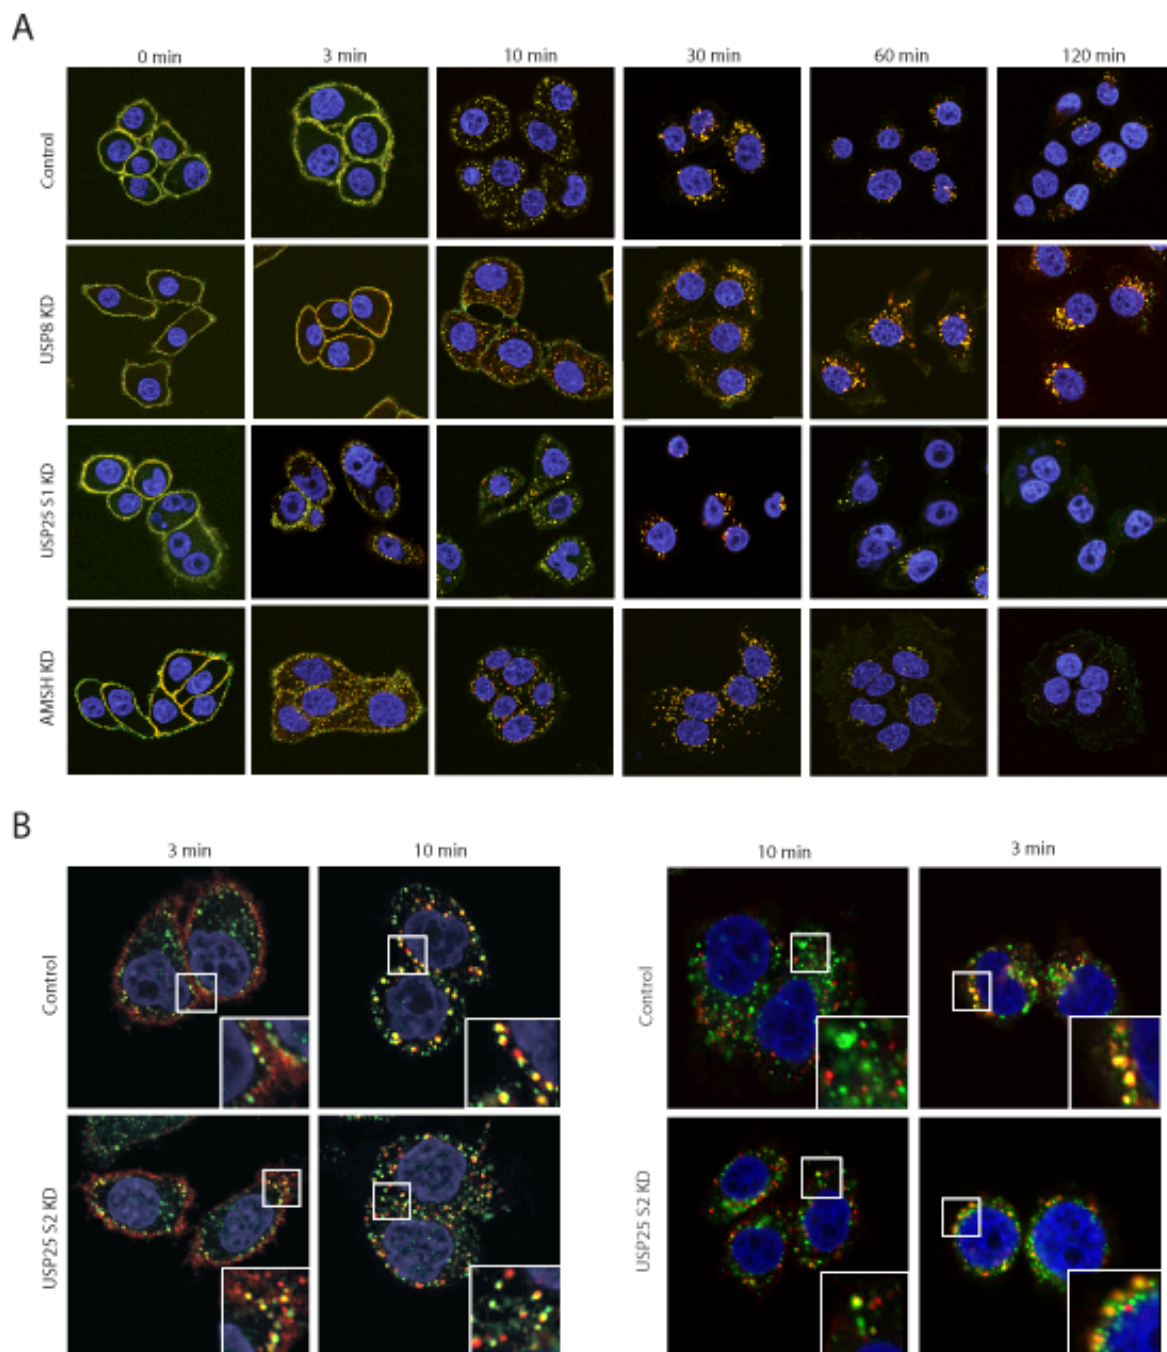 A
0 min 3 min 10 min 30 min 60 min 120 min
Control
USP8 KD
USP25 S1 KD
AMSH KD
B
3 min 10 min 10 min 3 min
Control Control
USP25 S2 KD USP25 S2 KD